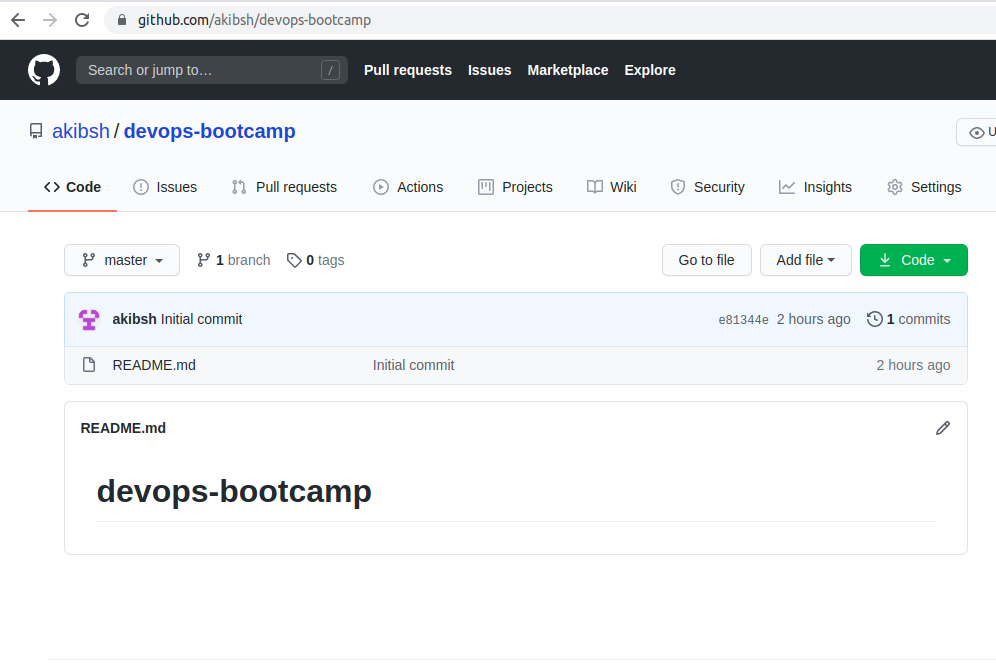 github.com/akibsh/devops-bootcamp
Search or jump to… / Pull requests Issues Marketplace Explore
akibsh / devops-bootcamp U
Code Issues Pull requests Actions Projects Wiki Security Insights Settings
master 1 branch 0 tags Go to file Add file Code
akibsh Initial commit e81344e 2 hours ago 1 commits
README.md Initial commit 2 hours ago
README.md
devops-bootcamp